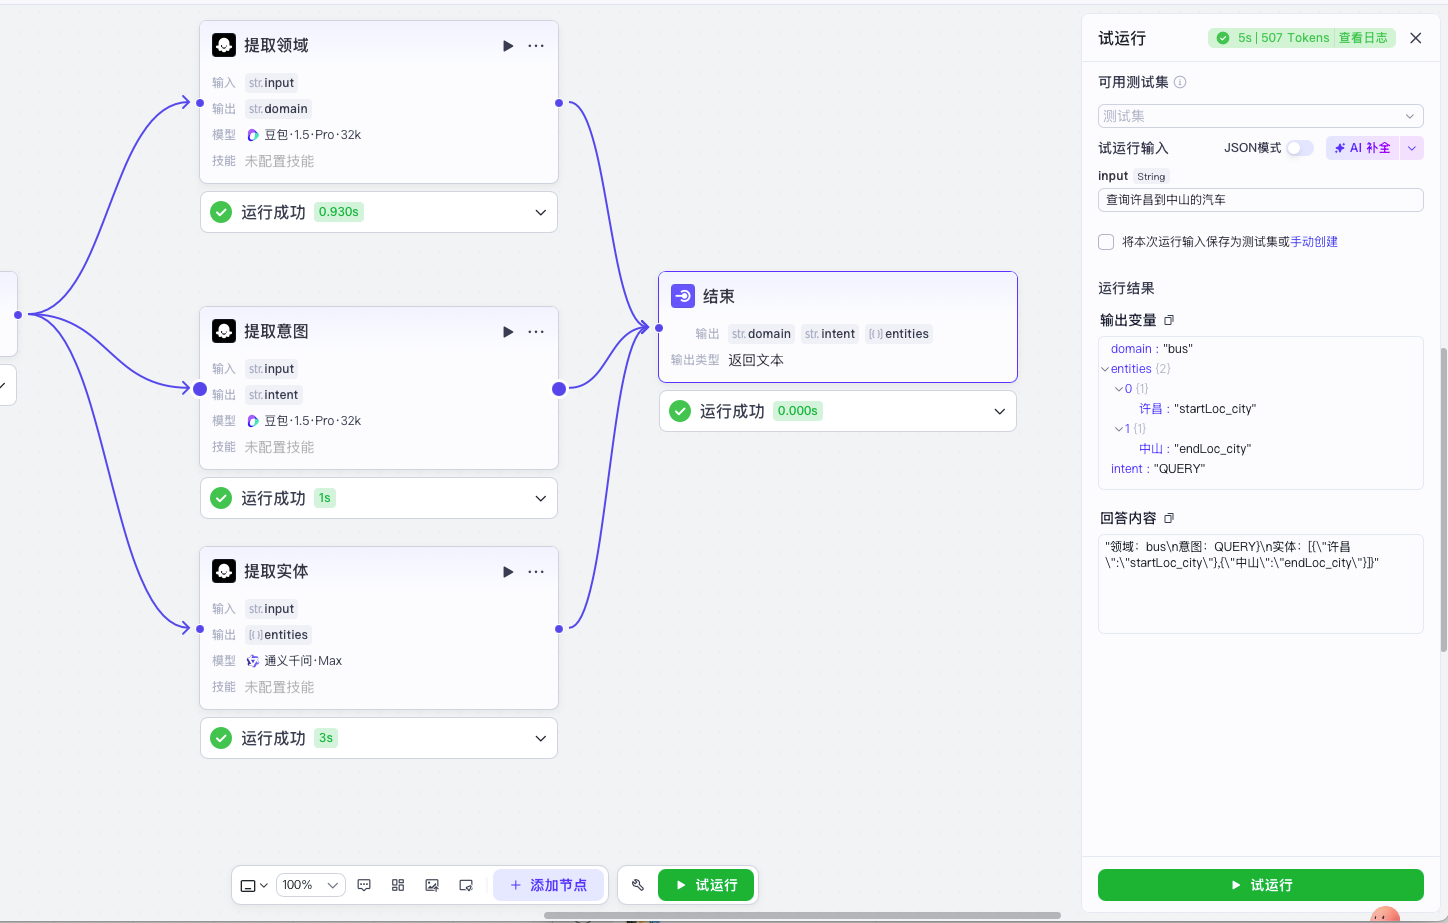 提取领域
输入 str. input
输出 str. domain
模型 豆包·1.5·Pro·32k
技能 未配置技能
运行成功 0.930s
提取意图
输入 str. input
输出 str. intent
模型 豆包·1.5·Pro·32k
技能 未配置技能
运行成功 1s
提取实体
输入 str. input
输出 [{}] entities
模型 通义千问·Max
技能 未配置技能
运行成功 3s
结束
输出 str. domain str. intent [{}] entities
输出类型 返回文本
运行成功 0.000s
100%
+ 添加节点
试运行
试运行
5s | 507 Tokens | 查看日志
可用测试集
测试集
试运行输入 JSON模式 AI 补全
input String
查询许昌到中山的汽车
将本次运行输入保存为测试集或手动创建
运行结果
输出变量
domain : "bus"
entities {2}
0 {1}
许昌 : "startLoc_city"
1 {1}
中山 : "endLoc_city"
intent : "QUERY"
回答内容
"领域：bus\n意图：QUERY}\n实体：[{\"许昌
\":\"startLoc_city\"},{\"中山\":\"endLoc_city\"}]}"
试运行